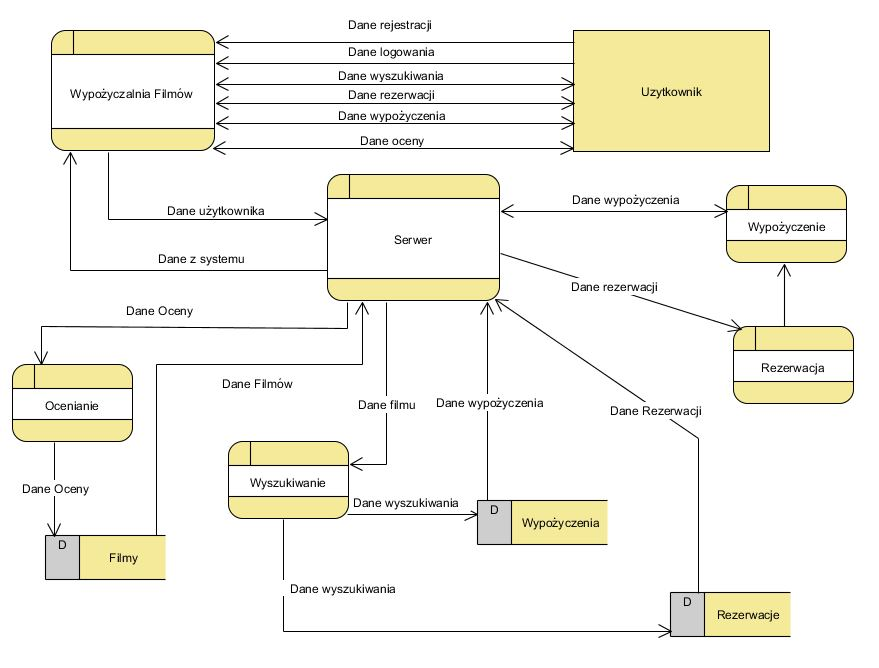 Dane rejestracji
Dane logowania
Dane wyszukiwania
Wypożyczalnia Filmów
Dane rezerwacji
Uzytkownik
Dane wypożyczenia
Dane oceny
Dane użytkownika
Serwer
Dane wypożyczenia
Wypożyczenie
Dane z systemu
Dane rezerwacji
Dane Oceny
Rezerwacja
Dane Filmów
Ocenianie
Dane filmu
Dane wypożyczenia
Dane Rezerwacji
Wyszukiwanie
Dane Oceny
Dane wyszukiwania
D
Wypożyczenia
D
Filmy
Dane wyszukiwania
D
Rezerwacje